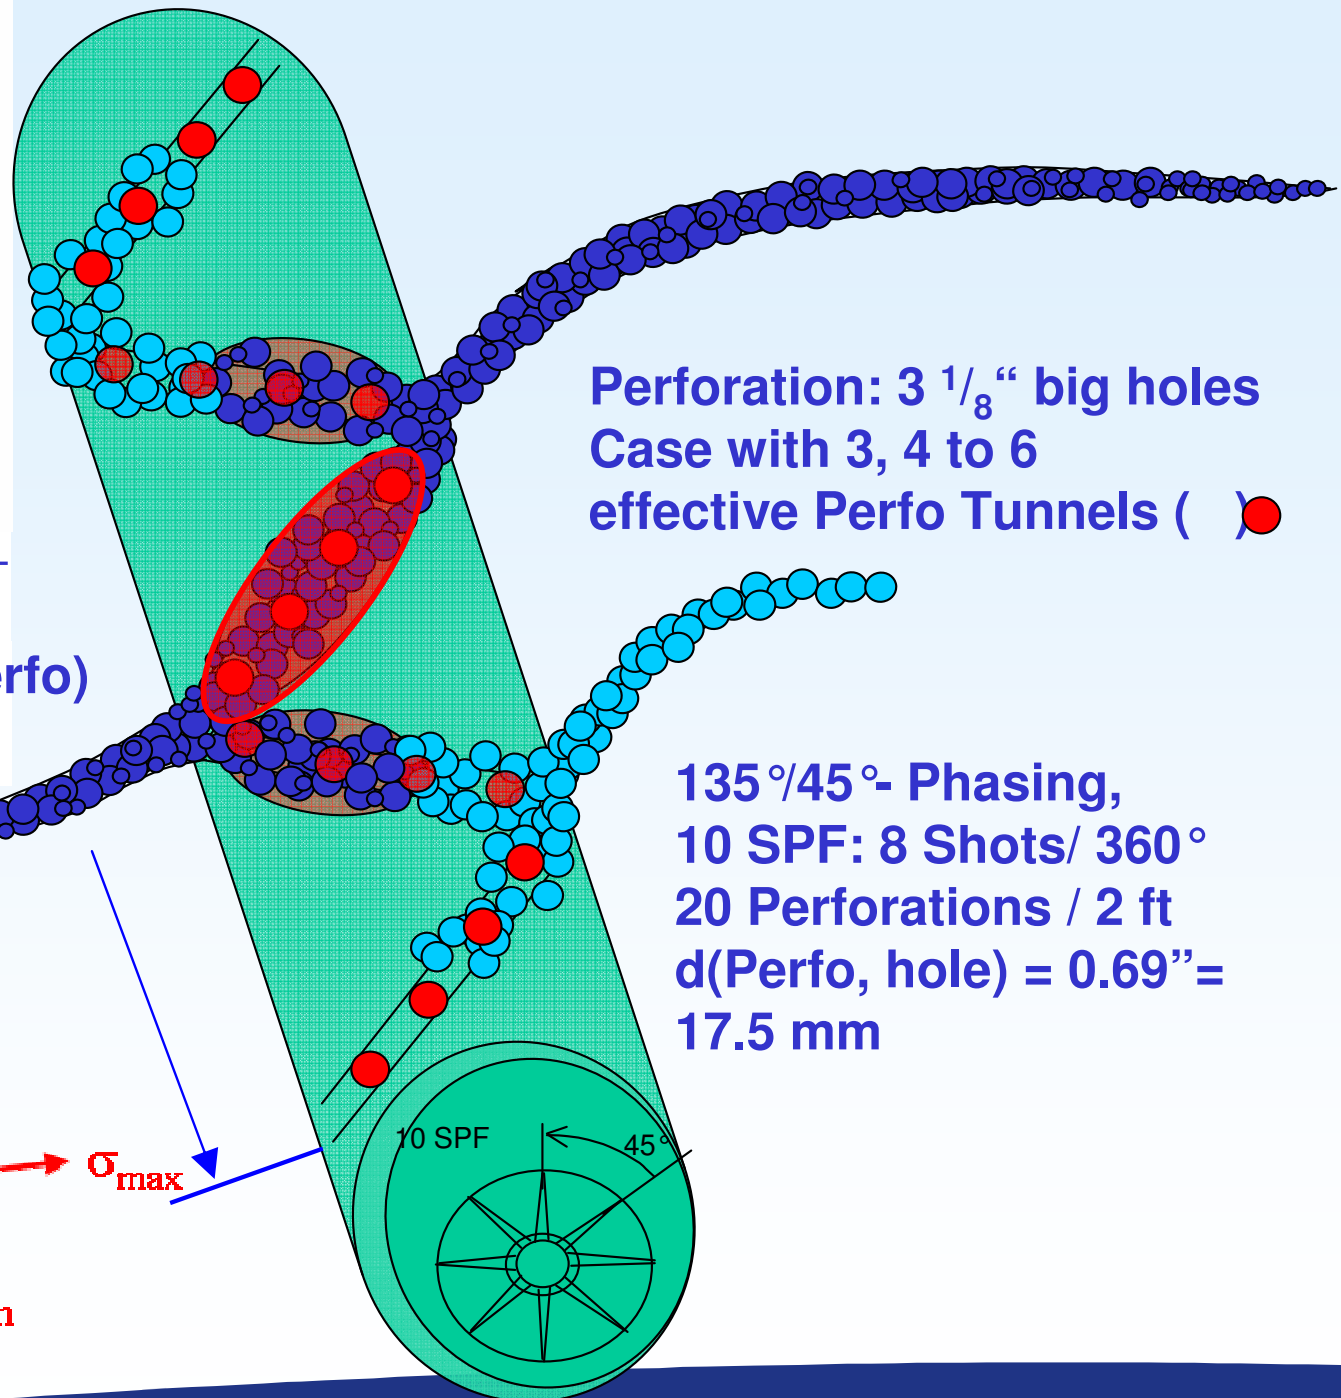 Perforation: 3 1/8“ big holes
Case with 3, 4 to 6
effective Perfo Tunnels ( )
erfo)
135°/45°- Phasing,
10 SPF: 8 Shots/ 360°
20 Perforations / 2 ft
d(Perfo, hole) = 0.69”=
17.5 mm
10 SPF
45°
σmax